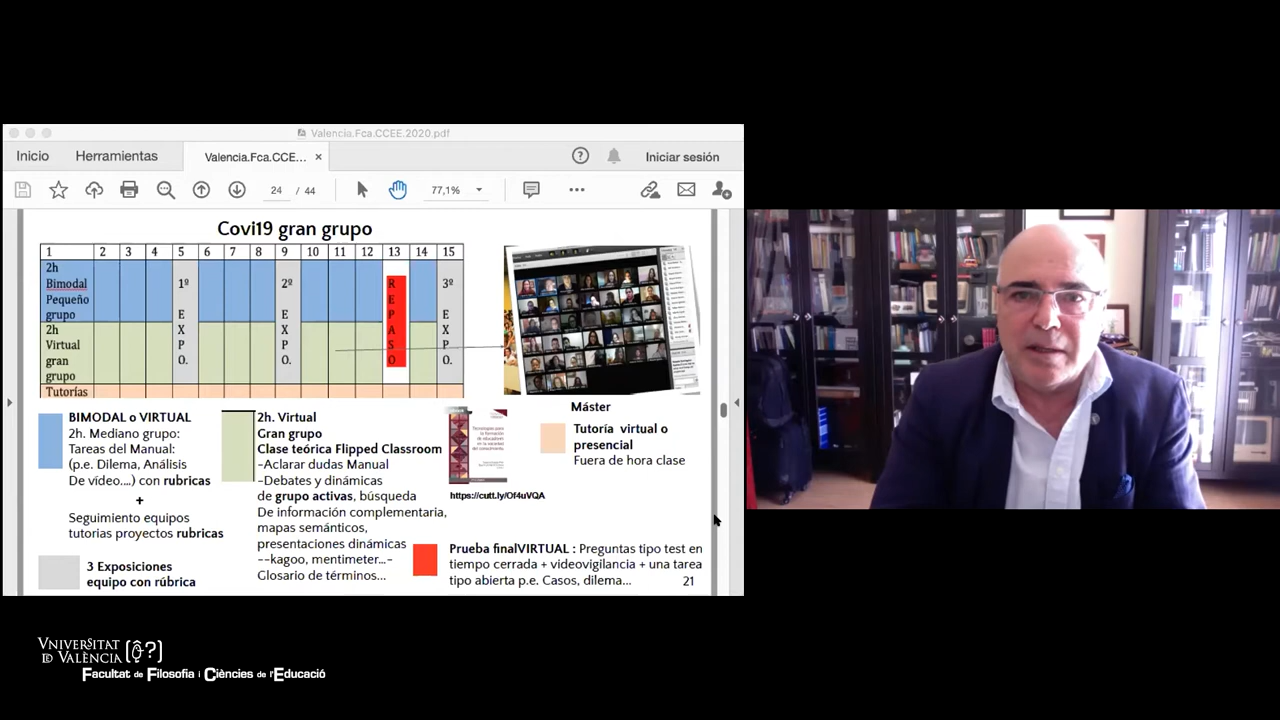 Valencia.Fca.CCEE.2020.pdf
Inicio
Herramientas
Valencia.Fca.CCE...
×
?
Iniciar sesión
24 / 44
77,1%
Covi19 gran grupo
1 2 3 4 5 6 7 8 9 10 11 12 13 14 15
2h
Bimodal
Pequeño
grupo
2h
Virtual
gran
grupo
1º
E
X
P
O.
2º
E
X
P
O.
R
E
P
A
S
O
3º
E
X
P
O.
Tutorías
BIMODAL o VIRTUAL
2h. Mediano grupo:
Tareas del Manual:
(p.e. Dilema, Análisis
De vídeo....) con rubricas
+
Seguimiento equipos
tutorias proyectos rubricas
3 Exposiciones
equipo con rúbrica
2h. Virtual
Gran grupo
Clase teórica Flipped Classroom
-Aclarar dudas Manual
-Debates y dinámicas
de grupo activas, búsqueda
De información complementaria,
mapas semánticos,
presentaciones dinámicas
--kagoo, mentimeter...-
Glosario de términos...
https://cutt.ly/Of4uVQA
Máster
Tutoría virtual o
presencial
Fuera de hora clase
Prueba finalVIRTUAL : Preguntas tipo test en
tiempo cerrada + videovigilancia + una tarea
tipo abierta p.e. Casos, dilema...
21
VNIVERSITAT
DE VALÈNCIA
Facultat de Filosofia i Ciències de l'Educació